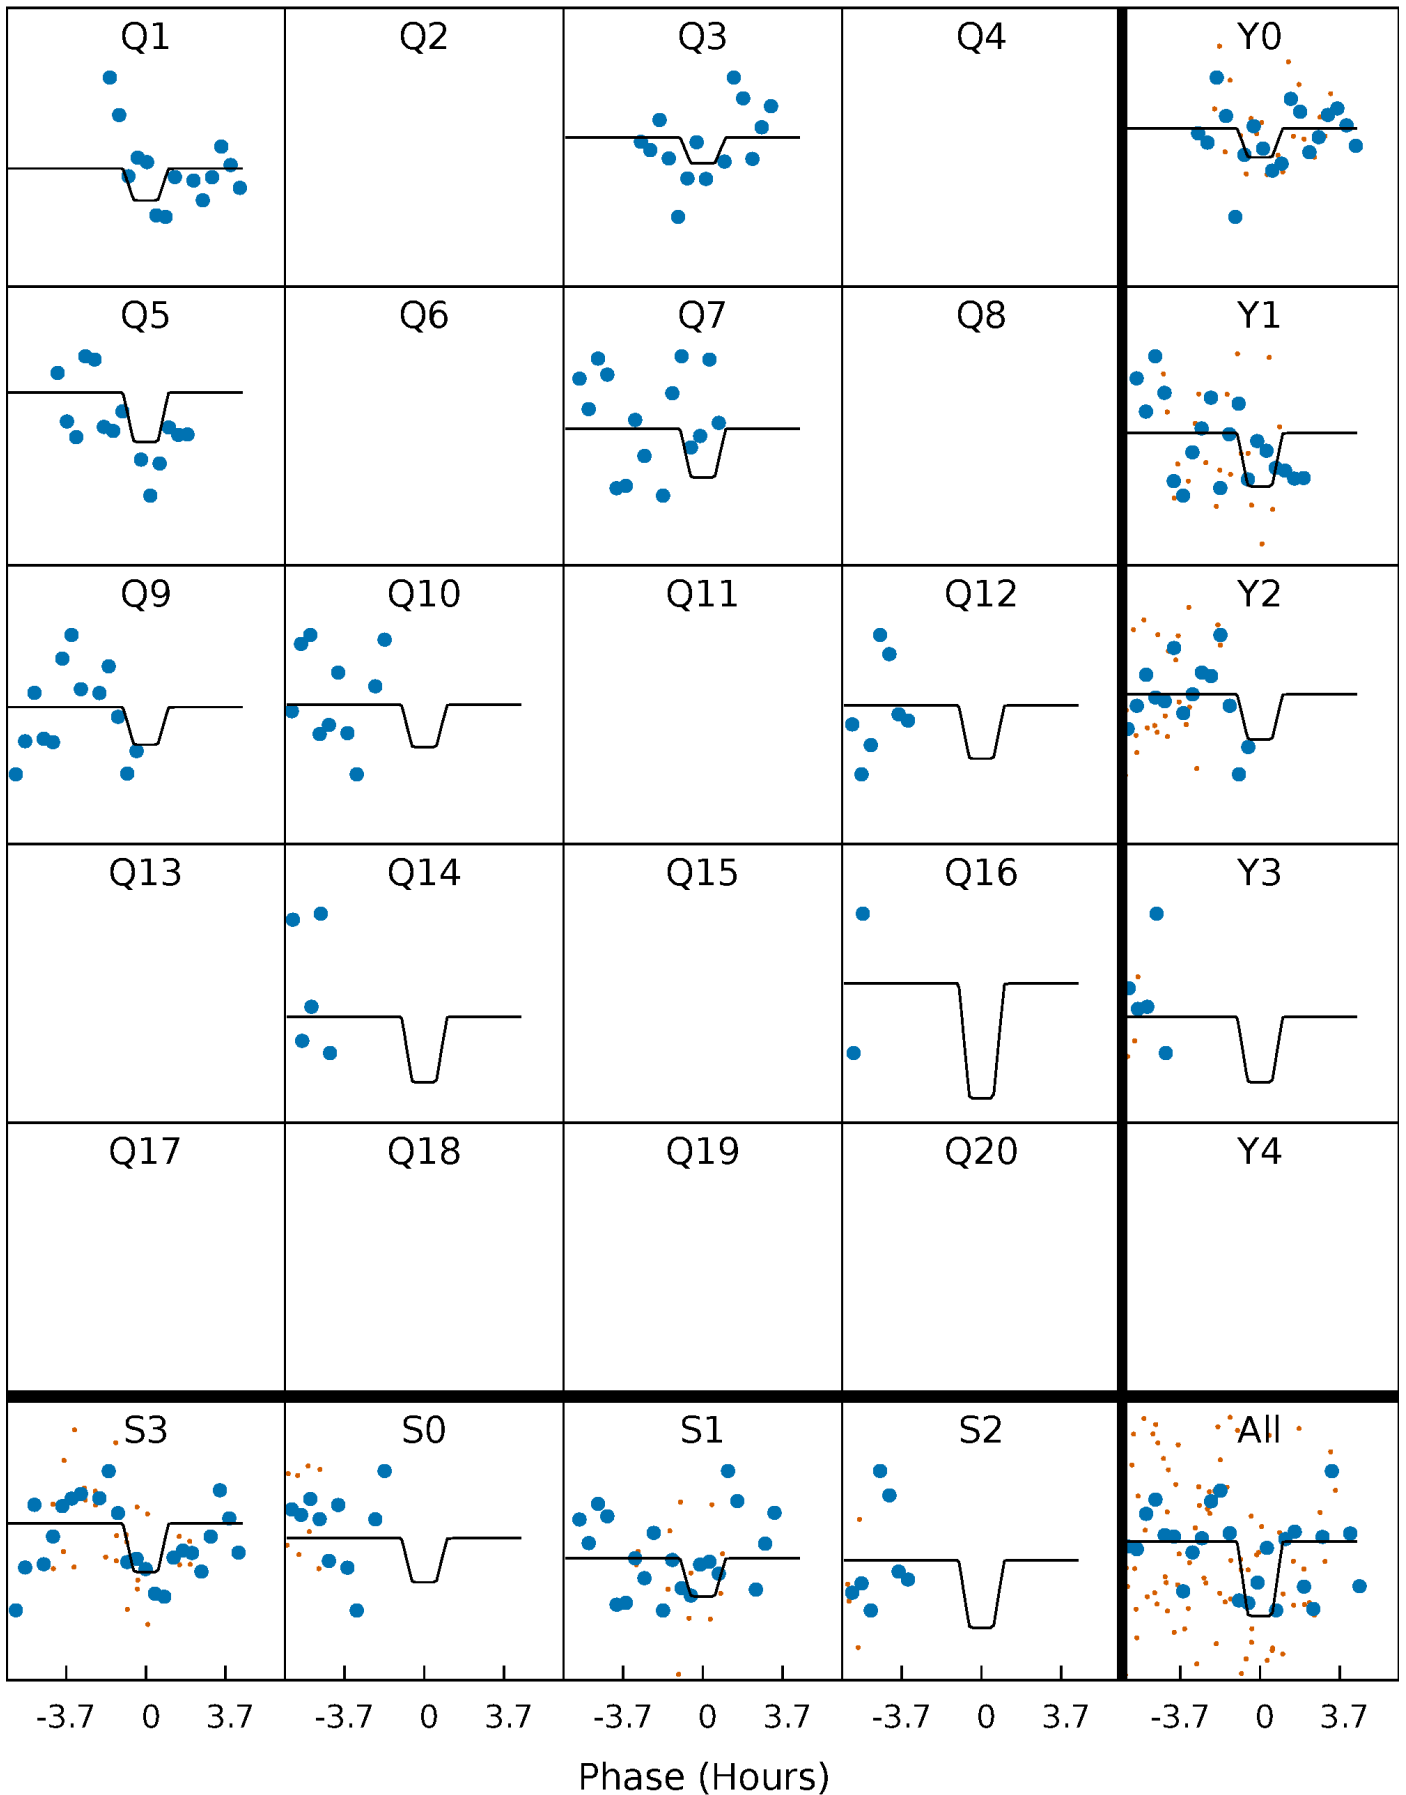 Q1 Q2 Q3 Q4 Y0
Q5 Q6 Q7 Q8 Y1
Q9 Q10 Q11 Q12 Y2
Q13 Q14 Q15 Q16 Y3
Q17 Q18 Q19 Q20 Y4
S3 S0 S1 S2 All
-3.7 0 3.7 -3.7 0 3.7 -3.7 0 3.7 -3.7 0 3.7 -3.7 0 3.7
Phase (Hours)